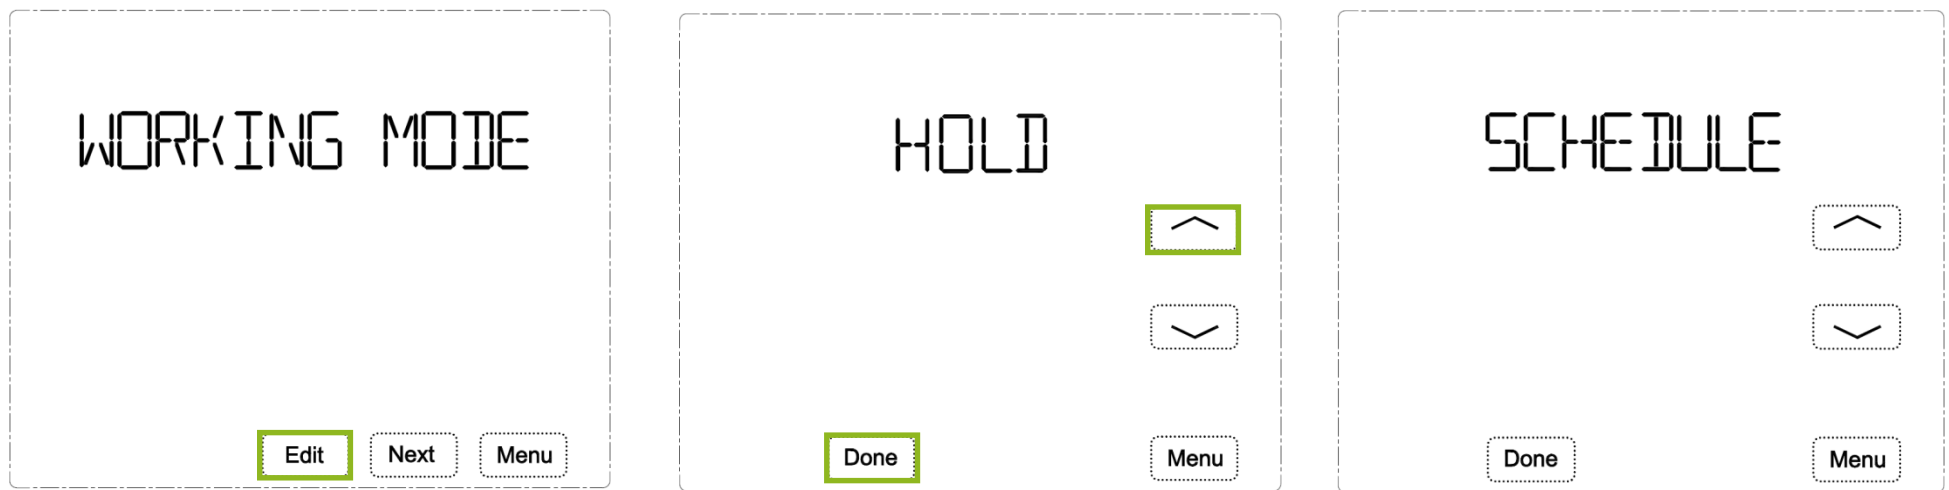 WORKING MODE
Edit Next Menu
HOLD
Done Menu
SCHEDULE
Done Menu